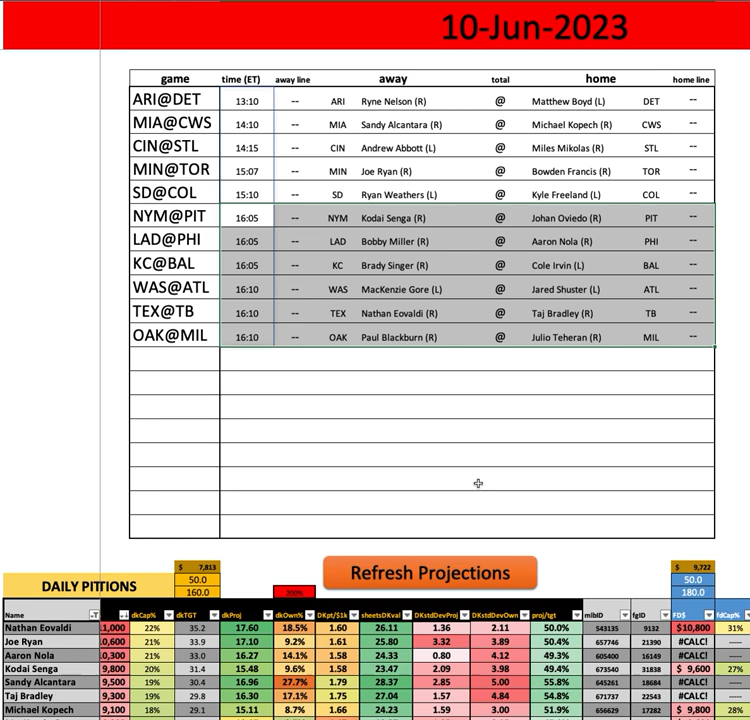 10-Jun-2023
game time (ET) away line away total home home line
ARI@DET 13:10 -- ARI Ryne Nelson (R) @ Matthew Boyd (L) DET --
MIA@CWS 14:10 -- MIA Sandy Alcantara (R) @ Michael Kopech (R) CWS --
CIN@STL 14:15 -- CIN Andrew Abbott (L) @ Miles Mikolas (R) STL --
MIN@TOR 15:07 -- MIN Joe Ryan (R) @ Bowden Francis (R) TOR --
SD@COL 15:10 -- SD Ryan Weathers (L) @ Kyle Freeland (L) COL --
NYM@PIT 16:05 -- NYM Kodai Senga (R) @ Johan Oviedo (R) PIT --
LAD@PHI 16:05 -- LAD Bobby Miller (R) @ Aaron Nola (R) PHI --
KC@BAL 16:05 -- KC Brady Singer (R) @ Cole Irvin (L) BAL --
WAS@ATL 16:10 -- WAS MacKenzie Gore (L) @ Jared Shuster (L) ATL --
TEX@TB 16:10 -- TEX Nathan Eovaldi (R) @ Taj Bradley (R) TB --
OAK@MIL 16:10 -- OAK Paul Blackburn (R) @ Julio Teheran (R) MIL --
$ 7,813 Refresh Projections $ 9,722
DAILY PITIONS 50.0 50.0
160.0 200% 180.0
Name dkCap% dkTGT dkProj dkOwn% DKpt/$1k sheetsDKval DKstdDevProj DKstdDevOwn proj/tgt mlbID fgID FD$ fdCap%
Nathan Eovaldi 11,000 22% 35.2 17.60 18.5% 1.60 26.11 1.36 2.11 50.0% 543135 9132 $10,800 31%
Joe Ryan 10,600 21% 33.9 17.10 9.2% 1.61 25.80 3.32 3.89 50.4% 657746 21390 #CALC! -----
Aaron Nola 10,300 21% 33.0 16.27 14.1% 1.58 24.33 0.80 4.12 49.3% 605400 16149 #CALC! -----
Kodai Senga 9,800 20% 31.4 15.48 9.6% 1.58 23.47 2.09 3.98 49.4% 673540 31838 $ 9,600 27%
Sandy Alcantara 9,500 19% 30.4 16.96 27.7% 1.79 28.37 2.85 5.00 55.8% 645261 18684 #CALC! -----
Taj Bradley 9,300 19% 29.8 16.30 17.1% 1.75 27.04 1.57 4.84 54.8% 671737 22543 #CALC! -----
Michael Kopech 9,100 18% 29.1 15.11 8.7% 1.66 24.23 1.59 3.00 51.9% 656629 17282 $ 9,800 28%